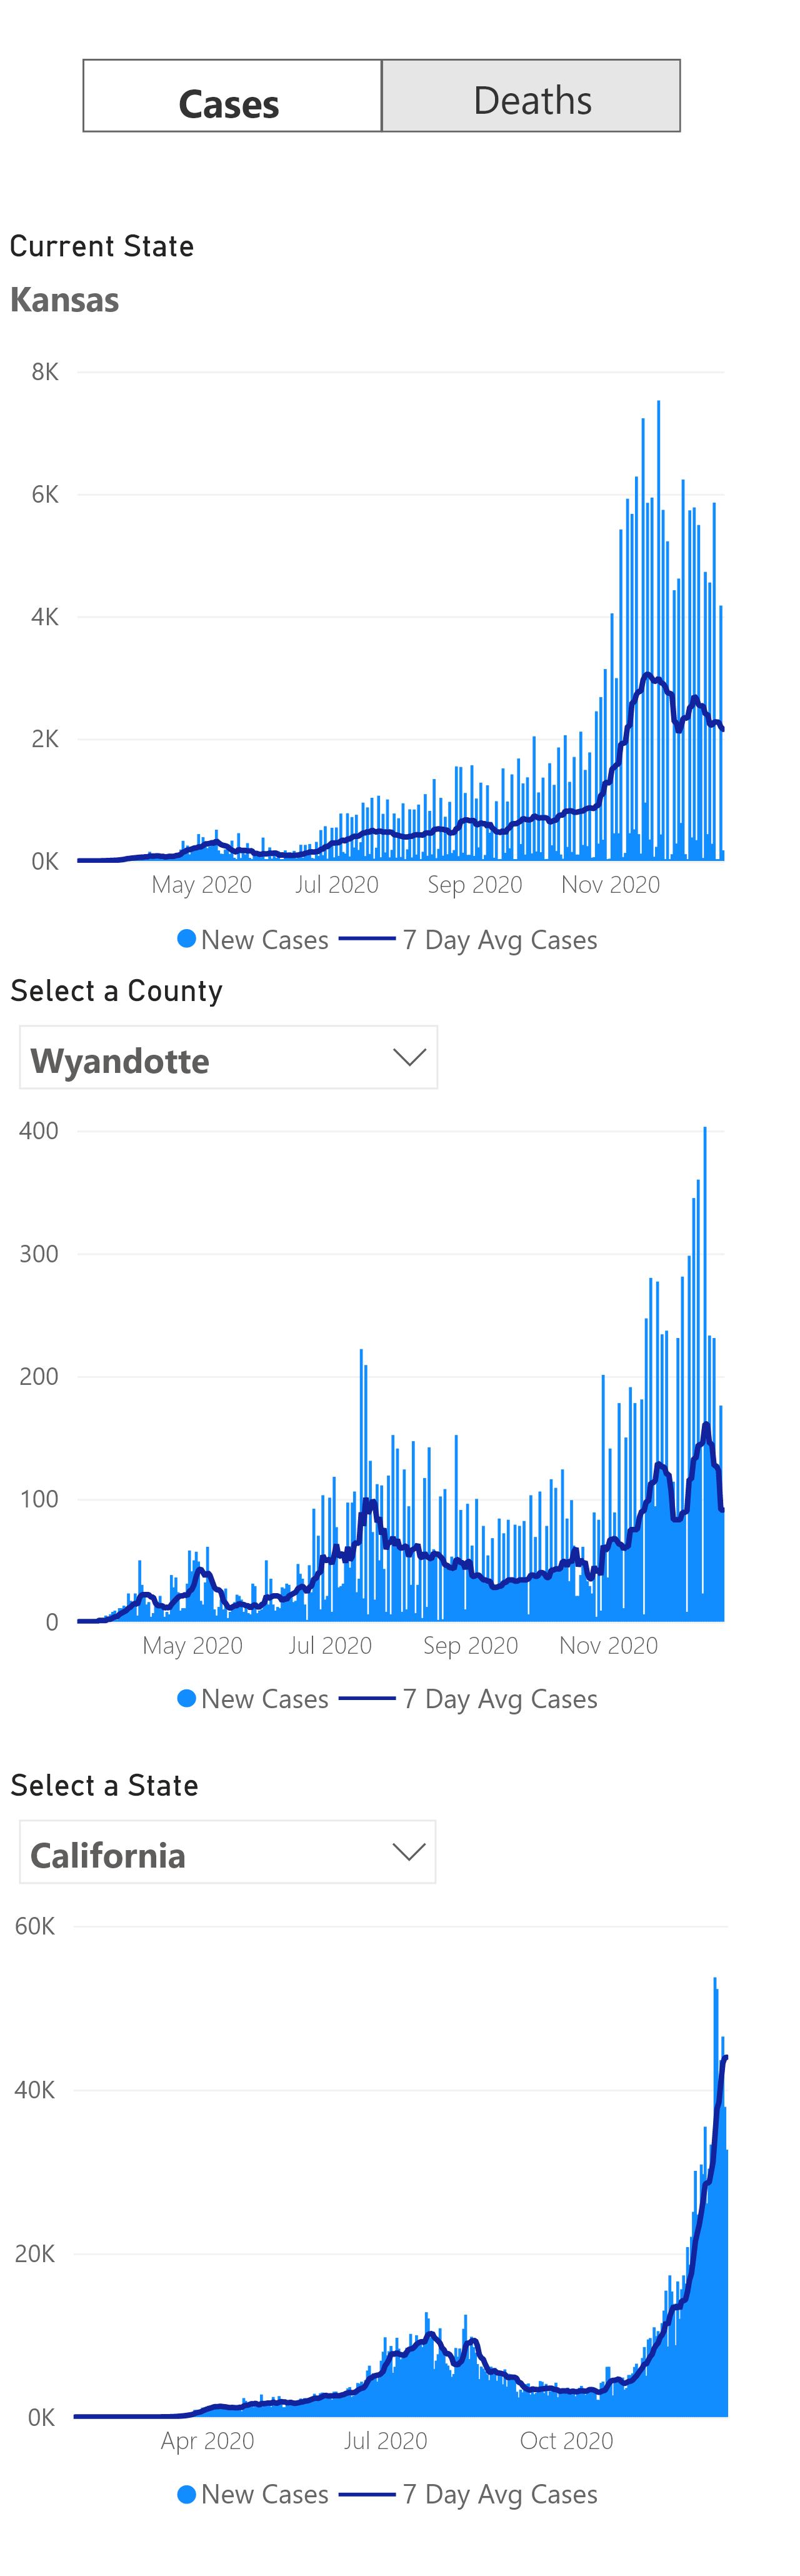 Cases Deaths
Current State
Kansas
8K
6K
4K
2K
0K
May 2020 Jul 2020 Sep 2020 Nov 2020
New Cases 7 Day Avg Cases
Select a County
Wyandotte
400
300
200
100
0
May 2020 Jul 2020 Sep 2020 Nov 2020
New Cases 7 Day Avg Cases
Select a State
California
60K
40K
20K
0K
Apr 2020 Jul 2020 Oct 2020
New Cases 7 Day Avg Cases